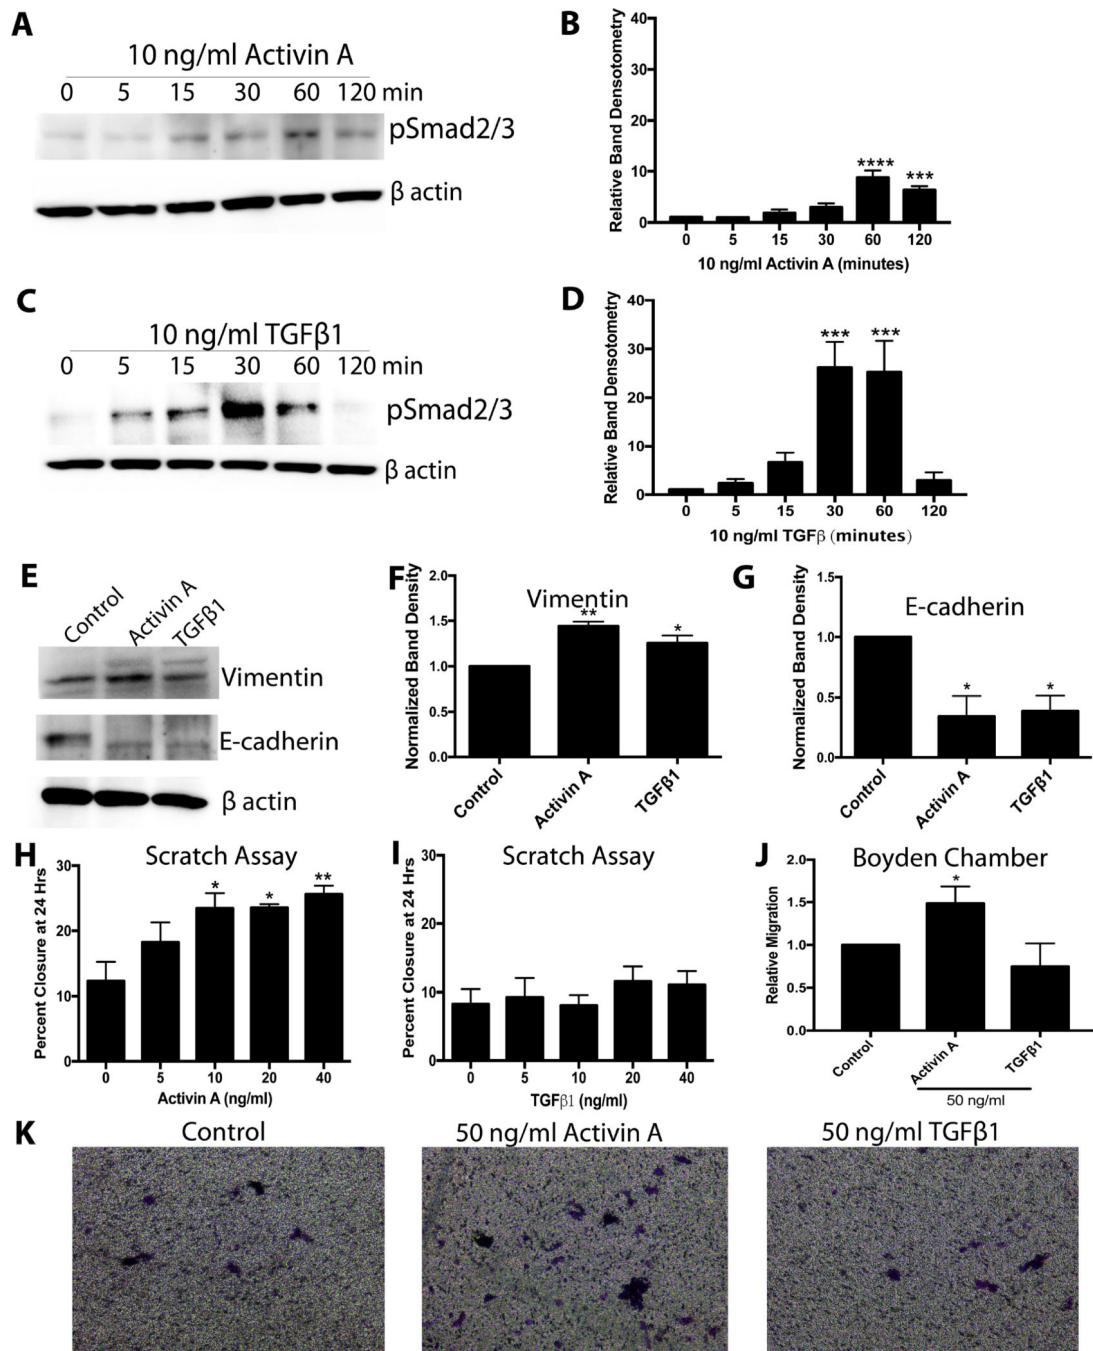 A
10 ng/ml Activin A
0 5 15 30 60 120 min
pSmad2/3
β actin
B
Relative Band Densotometry
40
30
20
10
0
**** ***
0 5 15 30 60 120
10 ng/ml Activin A (minutes)
C
10 ng/ml TGFβ1
0 5 15 30 60 120 min
pSmad2/3
β actin
D
Relative Band Densotometry
40
30
20
10
0
*** ***
0 5 15 30 60 120
10 ng/ml TGFβ (minutes)
E
Control Activin A TGFβ1
Vimentin
E-cadherin
β actin
F
Vimentin
Normalized Band Density
2.0
1.5
1.0
0.5
0.0
** *
Control Activin A TGFβ1
G
E-cadherin
Normalized Band Density
1.5
1.0
0.5
0.0
* *
Control Activin A TGFβ1
H
Scratch Assay
Percent Closure at 24 Hrs
30
20
10
0
* * **
0 5 10 20 40
Activin A (ng/ml)
I
Scratch Assay
Percent Closure at 24 Hrs
30
20
10
0
0 5 10 20 40
TGFβ1 (ng/ml)
J
Boyden Chamber
Relative Migration
2.0
1.5
1.0
0.5
0.0
*
Control Activin A TGFβ1
50 ng/ml
K
Control
50 ng/ml Activin A
50 ng/ml TGFβ1